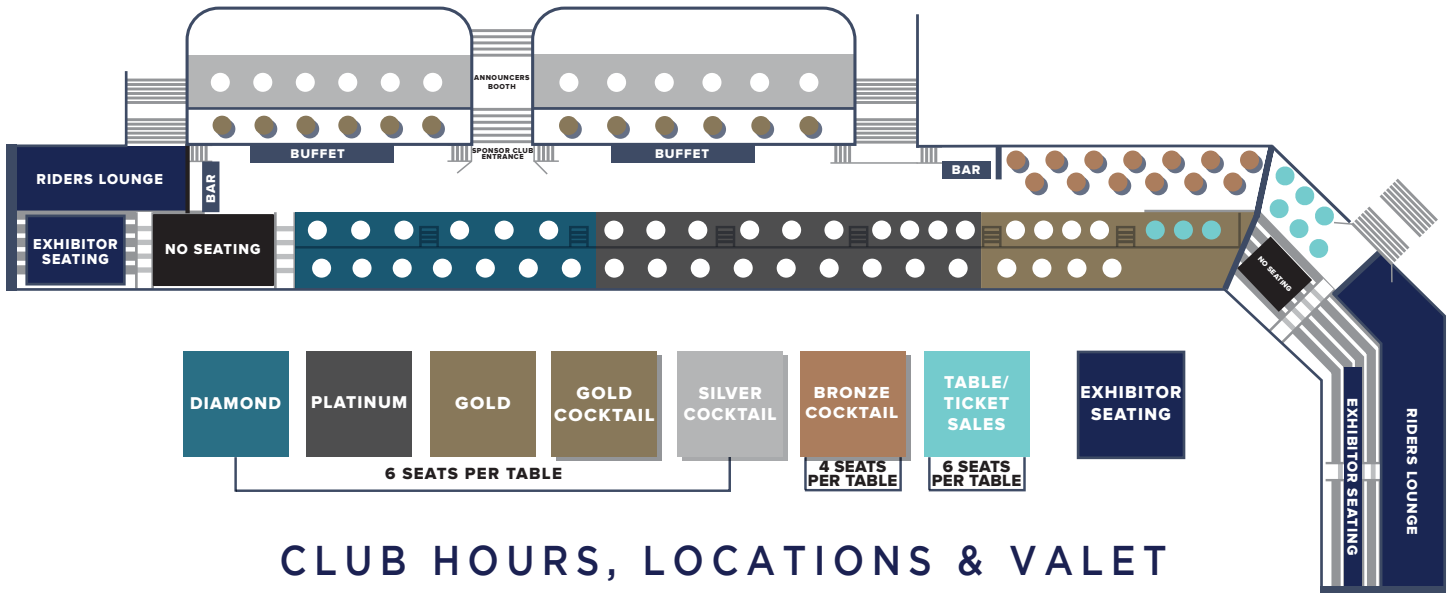 ANNOUNCERS
BOOTH
SPONSOR CLUB
ENTRANCE
BUFFET
BUFFET
RIDERS LOUNGE
BAR
BAR
EXHIBITOR
SEATING
NO SEATING
NO SEATING
DIAMOND
PLATINUM
GOLD
GOLD
COCKTAIL
SILVER
COCKTAIL
BRONZE
COCKTAIL
TABLE/
TICKET
SALES
EXHIBITOR
SEATING
6 SEATS PER TABLE
4 SEATS
PER TABLE
6 SEATS
PER TABLE
EXHIBITOR SEATING
RIDERS LOUNGE
CLUB HOURS, LOCATIONS & VALET